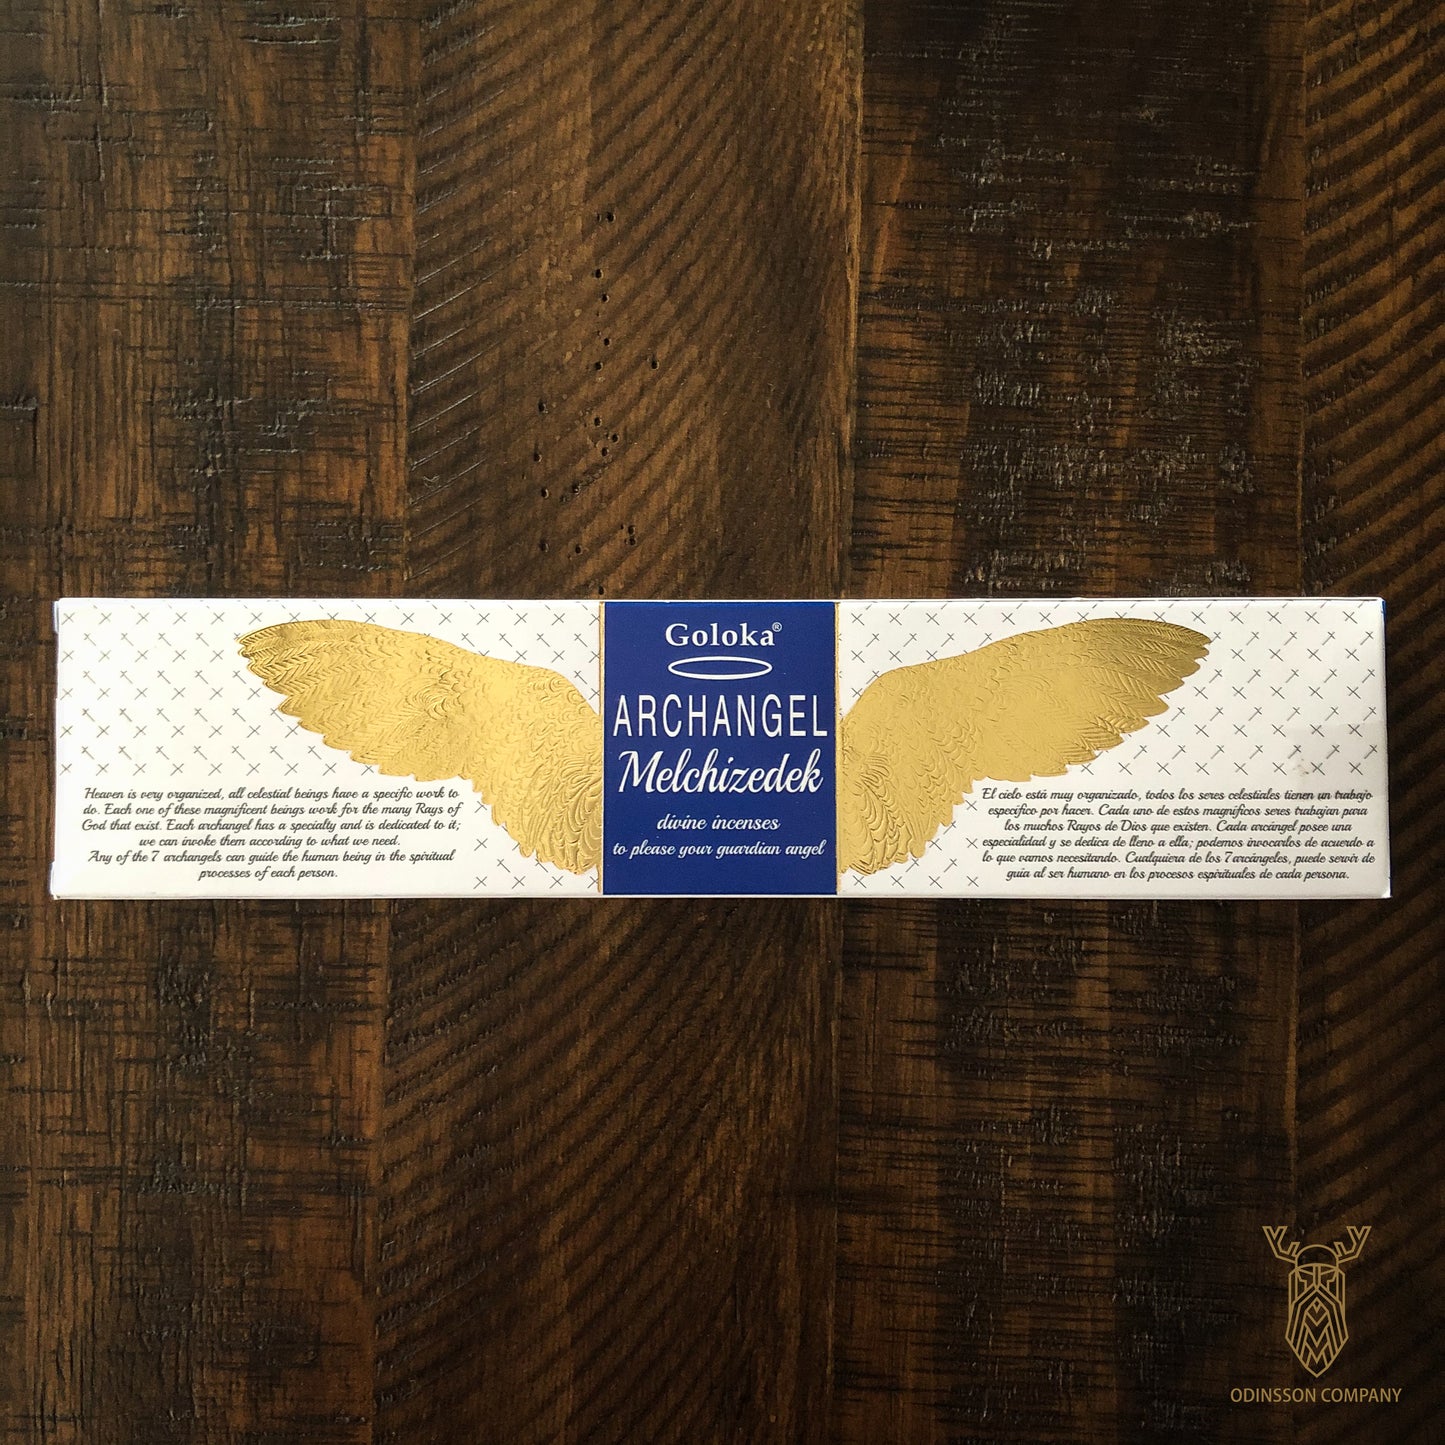 Goloka®
ARCHANGEL
Melchizedek
divine incenses
to please your guardian angel
Heaven is very organized, all celestial beings have a specific work to
do. Each one of these magnificent beings work for the many Rays of
God that exist. Each archangel has a specialty and is dedicated to it;
we can invoke them according to what we need.
Any of the 7 archangels can guide the human being in the spiritual
processes of each person.
El cielo está muy organizado, todos los seres celestiales tienen un trabajo
específico por hacer. Cada uno de estos magníficos seres trabajan para
los muchos Rayos de Dios que existen. Cada arcángel posee una
especialidad y se dedica de lleno a ella; podemos invocarlos de acuerdo a
lo que vamos necesitando. Cualquiera de los 7 arcángeles, puede servir de
guia al ser humano en los procesos espirituales de cada persona.
ODINSSON COMPANY